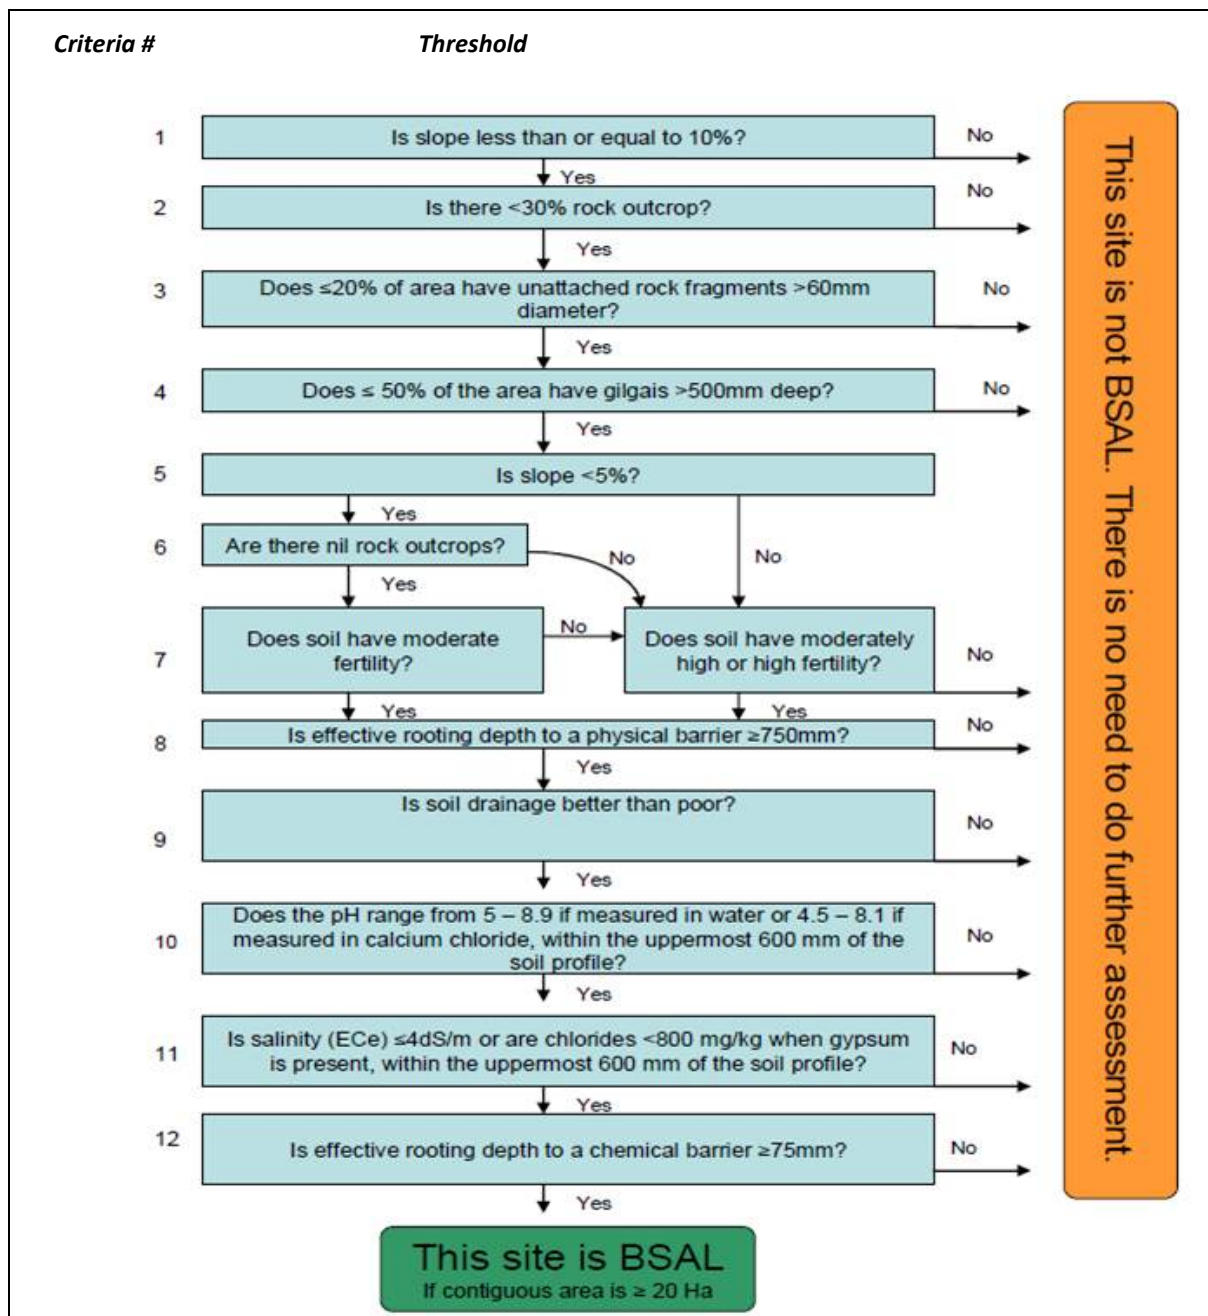 Criteria # Threshold
1 Is slope less than or equal to 10%? No
Yes
2 Is there <30% rock outcrop? No
Yes
3 Does ≤20% of area have unattached rock fragments >60mm No
diameter?
Yes
4 Does ≤ 50% of the area have gilgais >500mm deep? No
Yes
5 Is slope <5%?
Yes
6 Are there nil rock outcrops? No No
Yes
7 Does soil have moderate
fertility?
No
Does soil have moderately
high or high fertility?
No
Yes Yes
8 Is effective rooting depth to a physical barrier ≥750mm? No
Yes
9 Is soil drainage better than poor? No
Yes
10 Does the pH range from 5 – 8.9 if measured in water or 4.5 – 8.1 if
measured in calcium chloride, within the uppermost 600 mm of the
soil profile?
No
Yes
11 Is salinity (ECe) ≤4dS/m or are chlorides <800 mg/kg when gypsum
is present, within the uppermost 600 mm of the soil profile?
No
Yes
12 Is effective rooting depth to a chemical barrier ≥75mm? No
Yes
This site is BSAL
If contiguous area is ≥ 20 Ha
This site is not BSAL. There is no need to do further assessment.